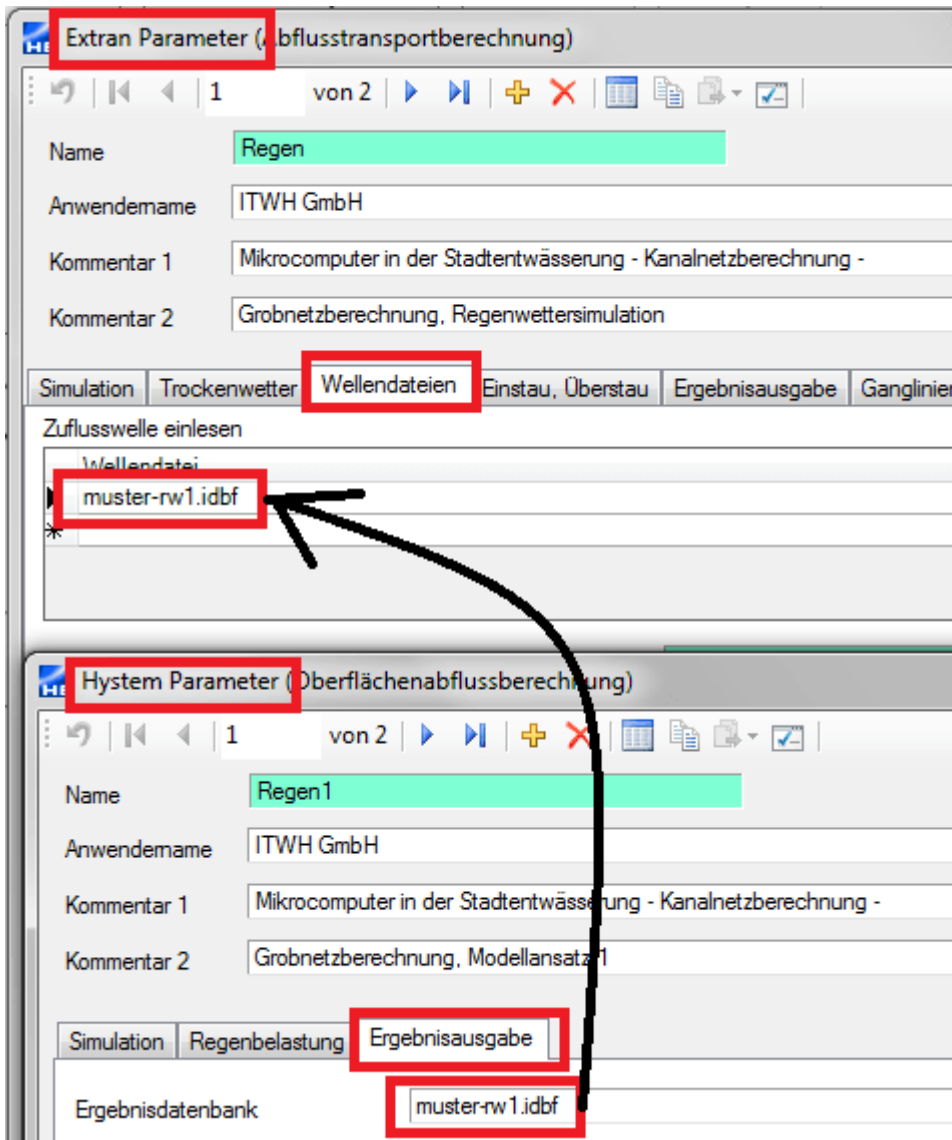 Extran Parameter (Abflusstransportberechnung)
1 von 2
Name Regen
Anwendername ITWH GmbH
Kommentar 1 Mikrocomputer in der Stadtentwässerung - Kanalnetzberechnung -
Kommentar 2 Grobnetzberechnung, Regenwettersimulation
Simulation Trockenwetter Wellendateien Einstau, Überstau Ergebnisausgabe Ganglinien
Zuflusswelle einlesen
Wellendatei
muster-rw1.idbf
Hystem Parameter (Oberflächenabflussberechnung)
1 von 2
Name Regen1
Anwendername ITWH GmbH
Kommentar 1 Mikrocomputer in der Stadtentwässerung - Kanalnetzberechnung -
Kommentar 2 Grobnetzberechnung, Modellansatz 1
Simulation Regenbelastung Ergebnisausgabe
Ergebnisdatenbank muster-rw1.idbf